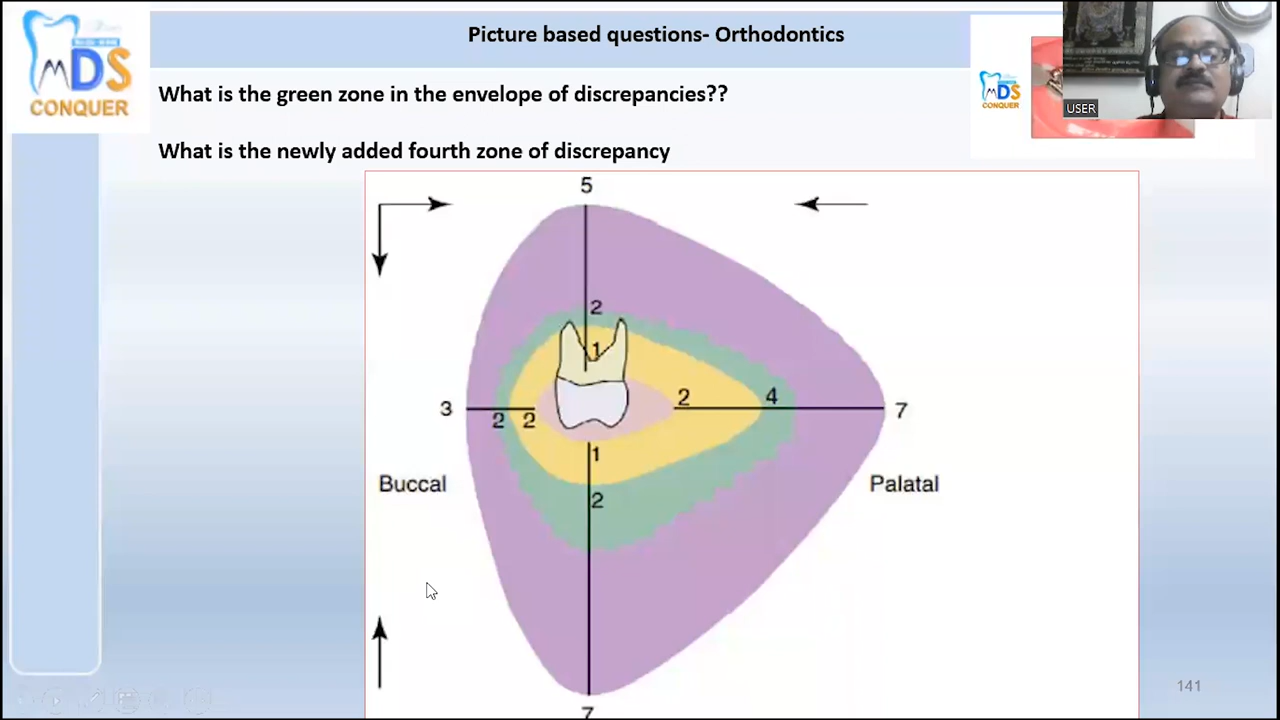 Picture based questions- Orthodontics
MDS
CONQUER
What is the green zone in the envelope of discrepancies??
What is the newly added fourth zone of discrepancy
MDS
CONQUER
USER
5
2
1
2
4
3
2
2
7
1
2
Buccal
Palatal
7
141